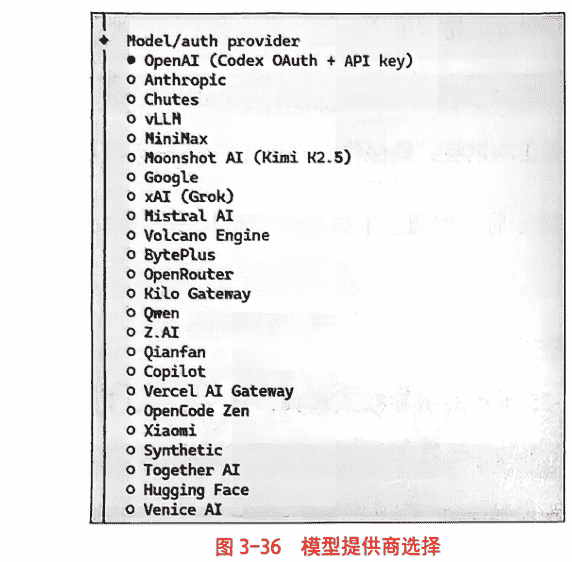 Model/auth provider
OpenAI (Codex OAuth + API key)
Anthropic
Chutes
vLLM
MiniMax
Moonshot AI (Kimi K2.5)
Google
xAI (Grok)
Mistral AI
Volcano Engine
BytePlus
OpenRouter
Kilo Gateway
Qwen
Z.AI
Qianfan
Copilot
Vercel AI Gateway
OpenCode Zen
Xiaomi
Synthetic
Together AI
Hugging Face
Venice AI
图 3-36 模型提供商选择